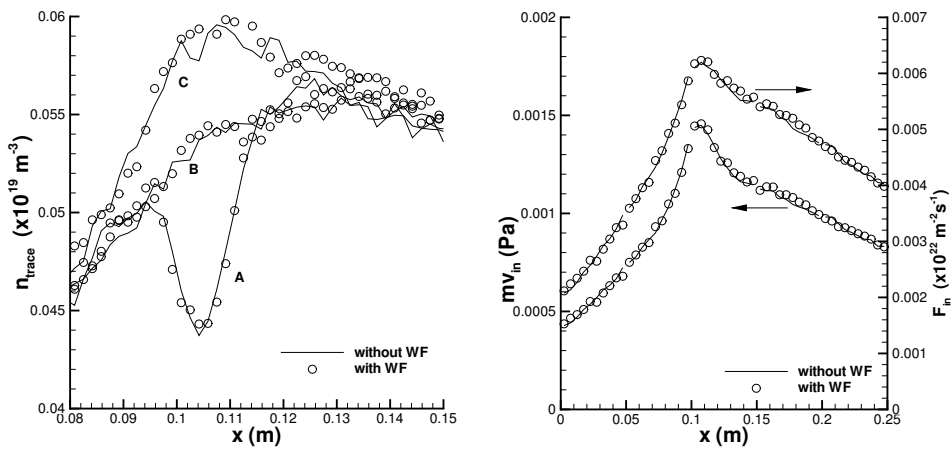 0.06
0.055
0.05
0.045
0.04
n_trace (x10^19 m^-3)
C
B
A
without WF
with WF
0.08 0.09 0.1 0.11 0.12 0.13 0.14 0.15
x (m)
0.002
0.0015
0.001
0.0005
0
mv_in (Pa)
0.007
0.006
0.005
0.004
0.003
0.002
0.001
0
F_in (x10^22 m^-2 s^-1)
without WF
with WF
0 0.05 0.1 0.15 0.2 0.25
x (m)